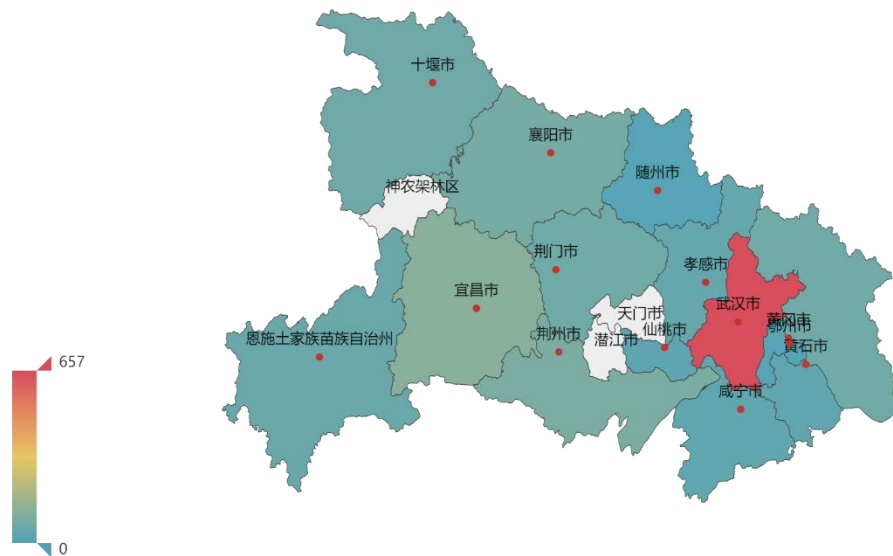 十堰市
襄阳市
随州市
神农架林区
荆门市
孝感市
宜昌市
武汉市
天门市
黄冈市
鄂州市
仙桃市
荆州市
潜江市
恩施土家族苗族自治州
黄石市
咸宁市
657
0